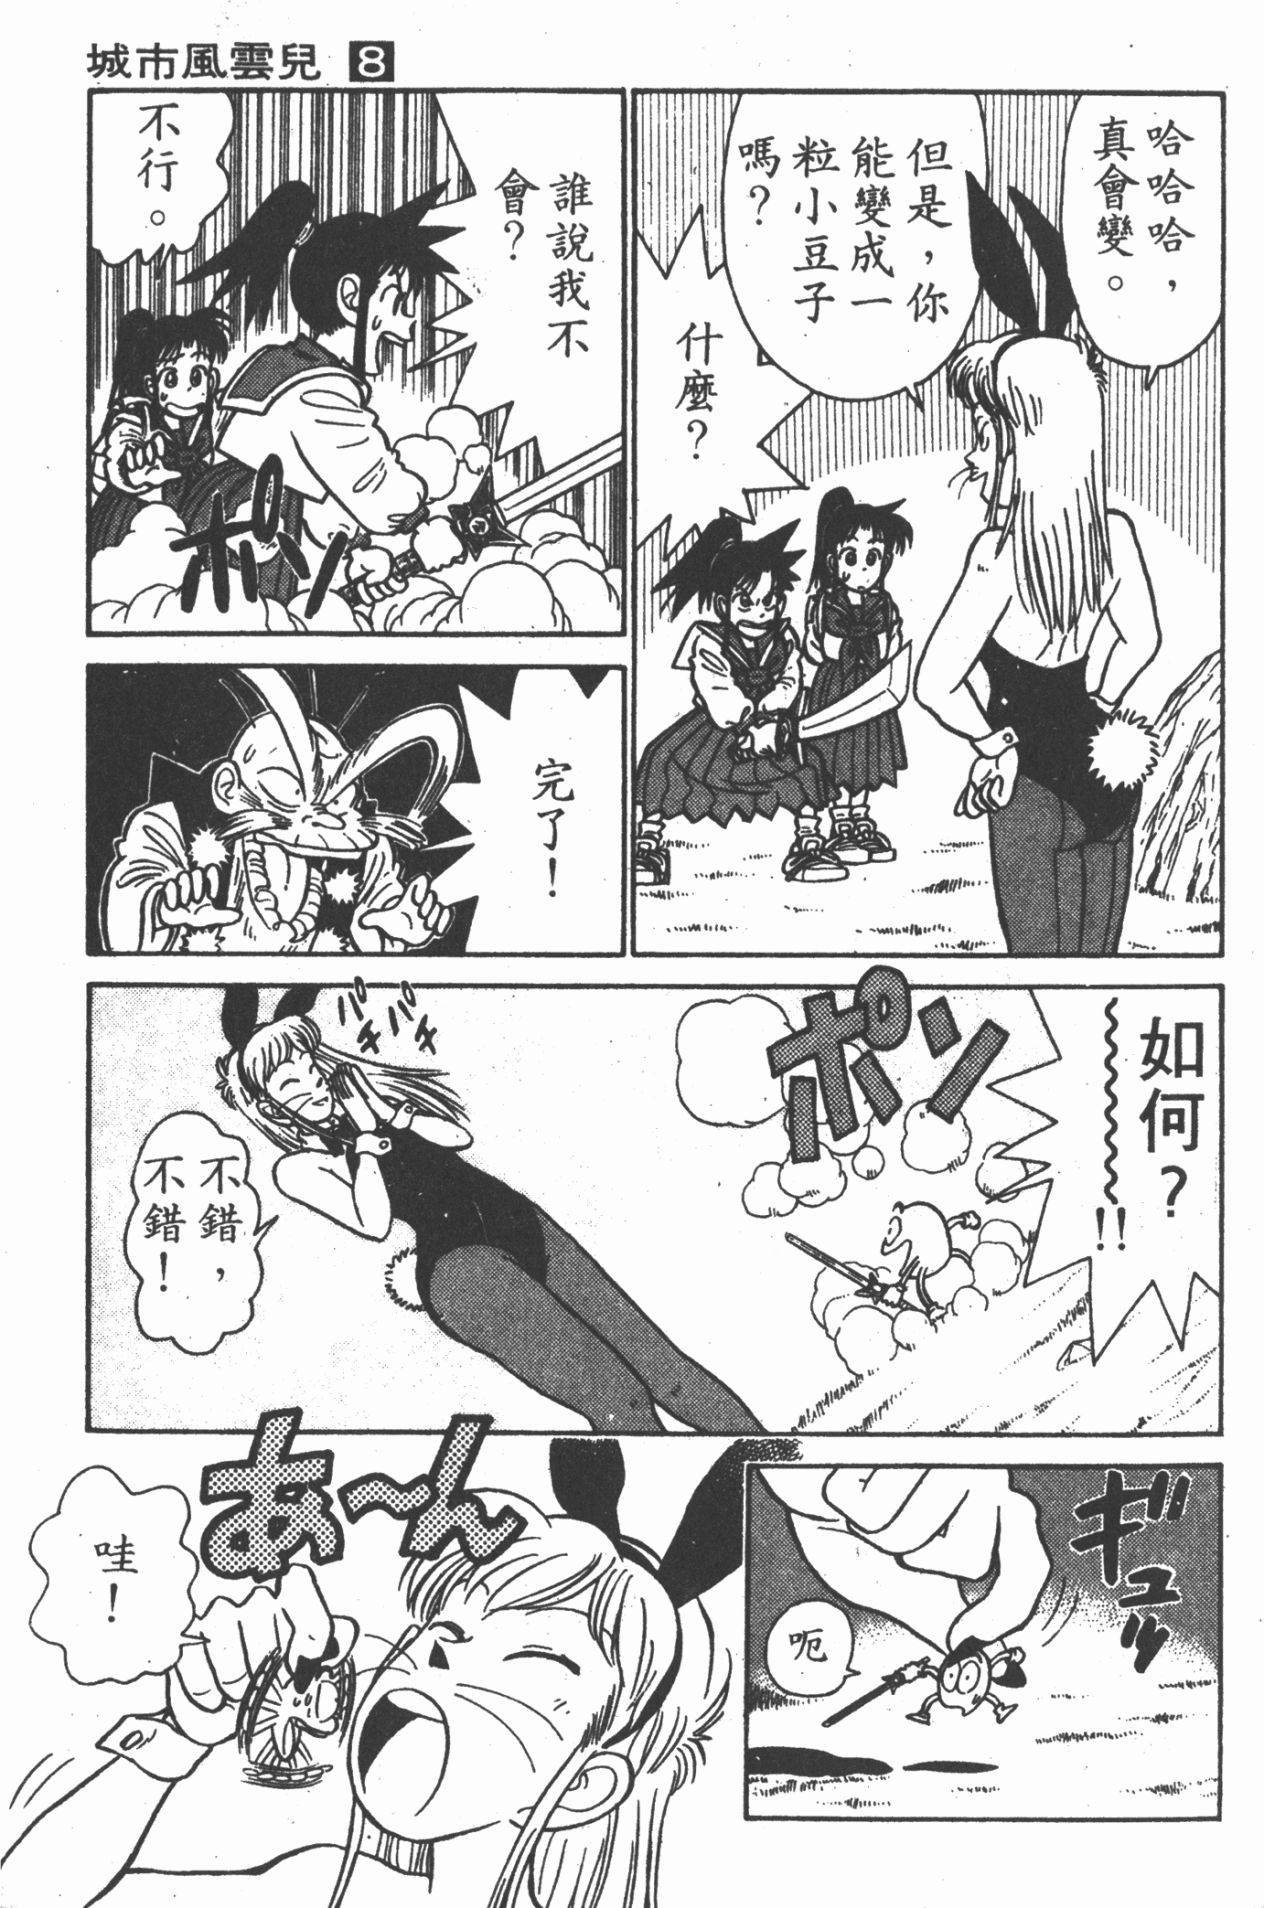 城市風雲兒 8
哈哈哈，
真會變。
但是，你
能變成一
粒小豆子
嗎？
什麼？
誰說我不
會？
不行。
ポン
完了！
如何？
〜〜!!
ポン
パチパチ
不錯，
不錯！
ギュッ
呃
あ〜ん
哇！